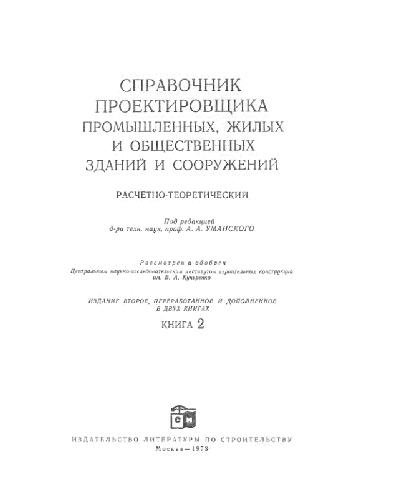 СПРАВОЧНИК
ПРОЕКТИРОВЩИКА
ПРОМЫШЛЕННЫХ, ЖИЛЫХ
И ОБЩЕСТВЕННЫХ
ЗДАНИЙ И СООРУЖЕНИЙ
РАСЧЕТНО-ТЕОРЕТИЧЕСКИЙ
Под редакцией
д-ра техн. наук, проф. А. А. УМАНСКОГО
Рассмотрен и одобрен
Центральным научно-исследовательским институтом строительных конструкций
им. В. А. Кучеренко
ИЗДАНИЕ ВТОРОЕ, ПЕРЕРАБОТАННОЕ И ДОПОЛНЕННОЕ
В ДВУХ КНИГАХ
КНИГА 2
С И
ИЗДАТЕЛЬСТВО ЛИТЕРАТУРЫ ПО СТРОИТЕЛЬСТВУ
Москва—1973